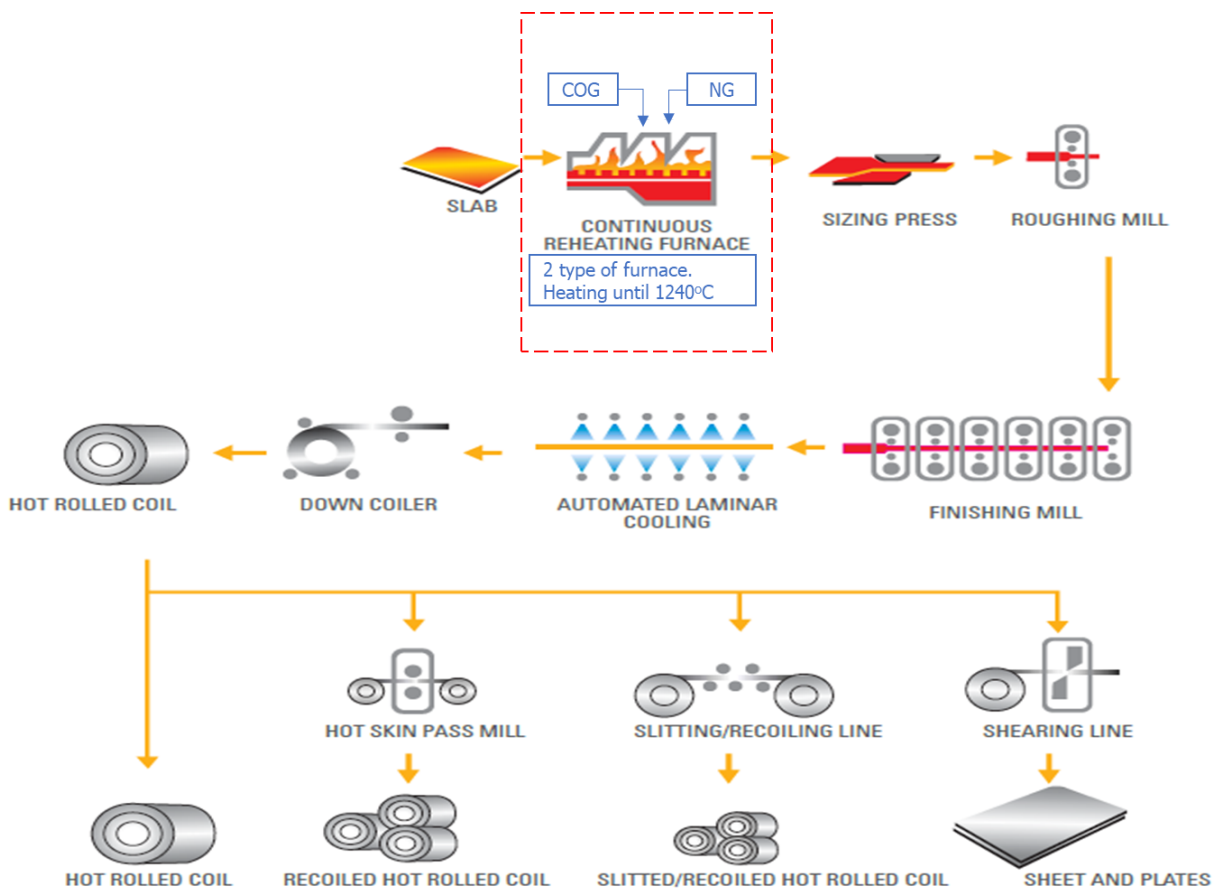 COG
NG
SLAB
CONTINUOUS
REHEATING FURNACE
2 type of furnace.
Heating until 1240°C
SIZING PRESS
ROUGHING MILL
HOT ROLLED COIL
DOWN COILER
AUTOMATED LAMINAR
COOLING
FINISHING MILL
HOT SKIN PASS MILL
SLITTING/RECOILING LINE
SHEARING LINE
HOT ROLLED COIL
RECOILED HOT ROLLED COIL
SLITTED/RECOILED HOT ROLLED COIL
SHEET AND PLATES